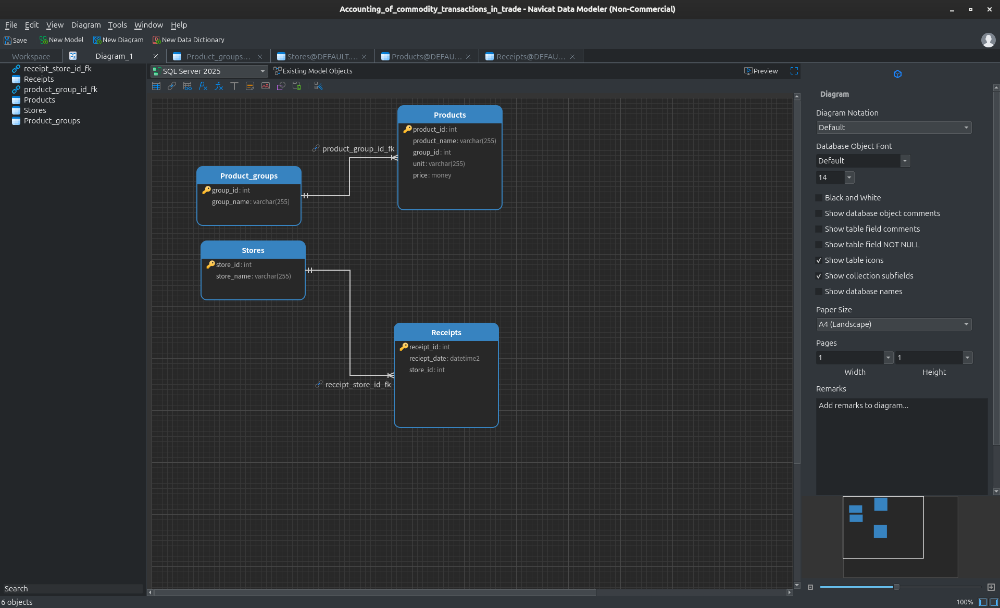 Accounting_of_commodity_transactions_in_trade - Navicat Data Modeler (Non-Commercial)
File Edit View Diagram Tools Window Help
Save New Model New Diagram New Data Dictionary
Workspace Diagram_1 Product_groups... Stores@DEFAULT.... Products@DEFAU... Receipts@DEFAU...
receipt_store_id_fk
Receipts
product_group_id_fk
Products
Stores
Product_groups
Search
6 objects
SQL Server 2025 Existing Model Objects Preview
Products
product_id: int
product_name: varchar(255)
group_id: int
unit: varchar(255)
price: money
product_group_id_fk
Product_groups
group_id: int
group_name: varchar(255)
Stores
store_id: int
store_name: varchar(255)
Receipts
receipt_id: int
reciept_date: datetime2
store_id: int
receipt_store_id_fk
Diagram
Diagram Notation
Default
Database Object Font
Default
14
Black and White
Show database object comments
Show table field comments
Show table field NOT NULL
Show table icons
Show collection subfields
Show database names
Paper Size
A4 (Landscape)
Pages
1 1
Width Height
Remarks
Add remarks to diagram...
100%